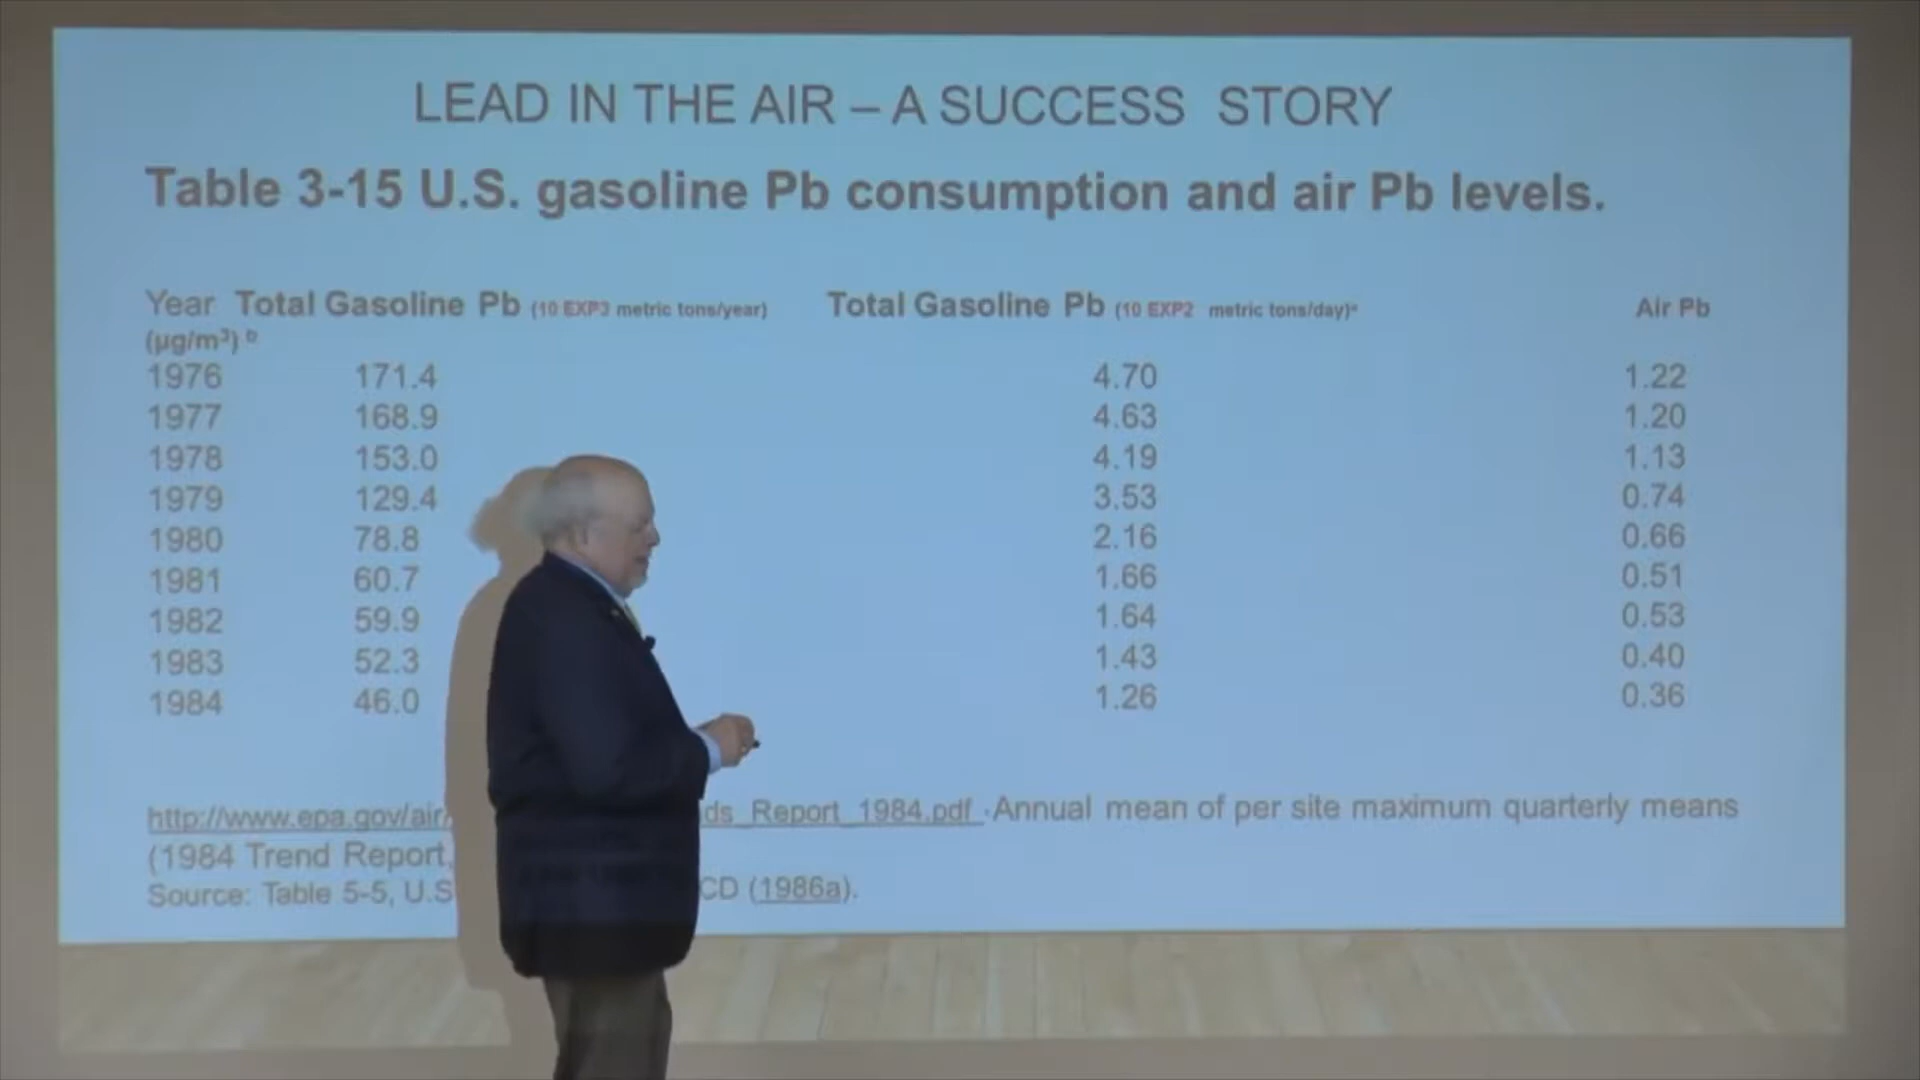 LEAD IN THE AIR – A SUCCESS STORY
Table 3-15 U.S. gasoline Pb consumption and air Pb levels.
Year Total Gasoline Pb (10 EXP3 metric tons/year) Total Gasoline Pb (10 EXP2 metric tons/day)ᵃ Air Pb
(µg/m³) ᵇ
1976 171.4 4.70 1.22
1977 168.9 4.63 1.20
1978 153.0 4.19 1.13
1979 129.4 3.53 0.74
1980 78.8 2.16 0.66
1981 60.7 1.66 0.51
1982 59.9 1.64 0.53
1983 52.3 1.43 0.40
1984 46.0 1.26 0.36
http://www.epa.gov/air ds_Report_1984.pdf . Annual mean of per site maximum quarterly means
(1984 Trend Report,
Source: Table 5-5, U.S CD (1986a).